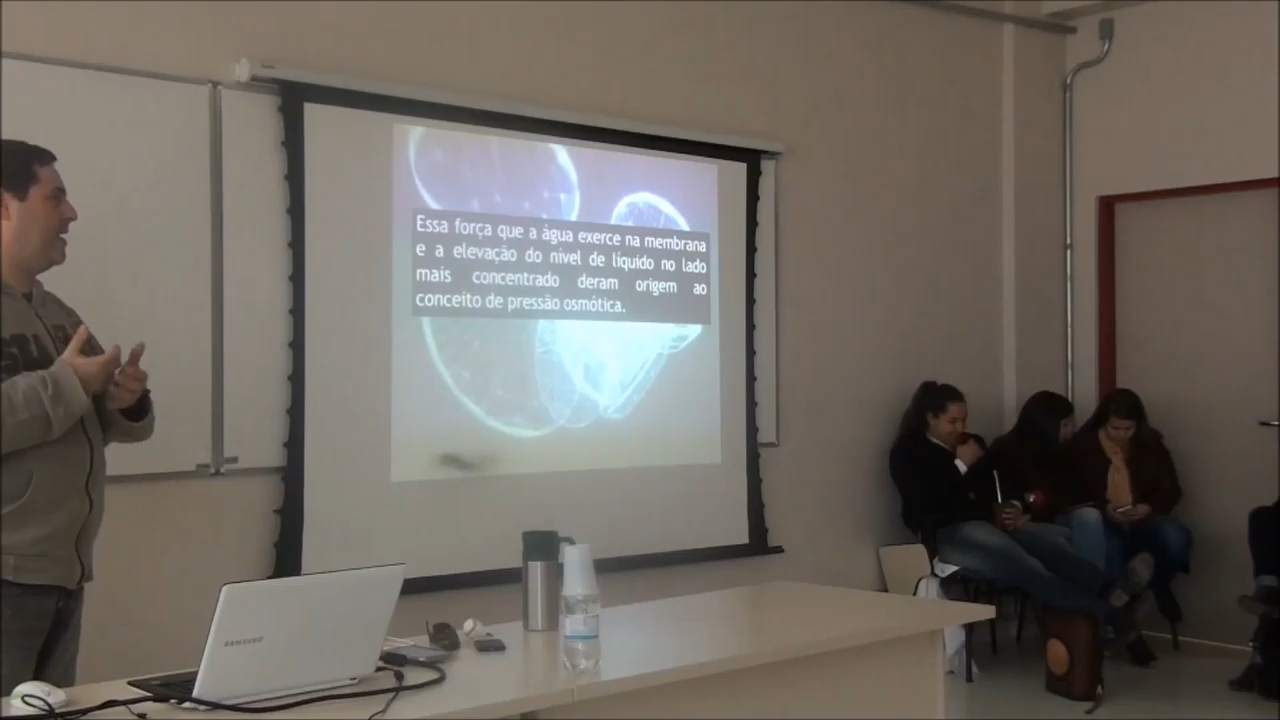 Essa força que a água exerce na membrana
e a elevação do nível de líquido no lado
mais concentrado deram origem ao
conceito de pressão osmótica.
SAMSUNG